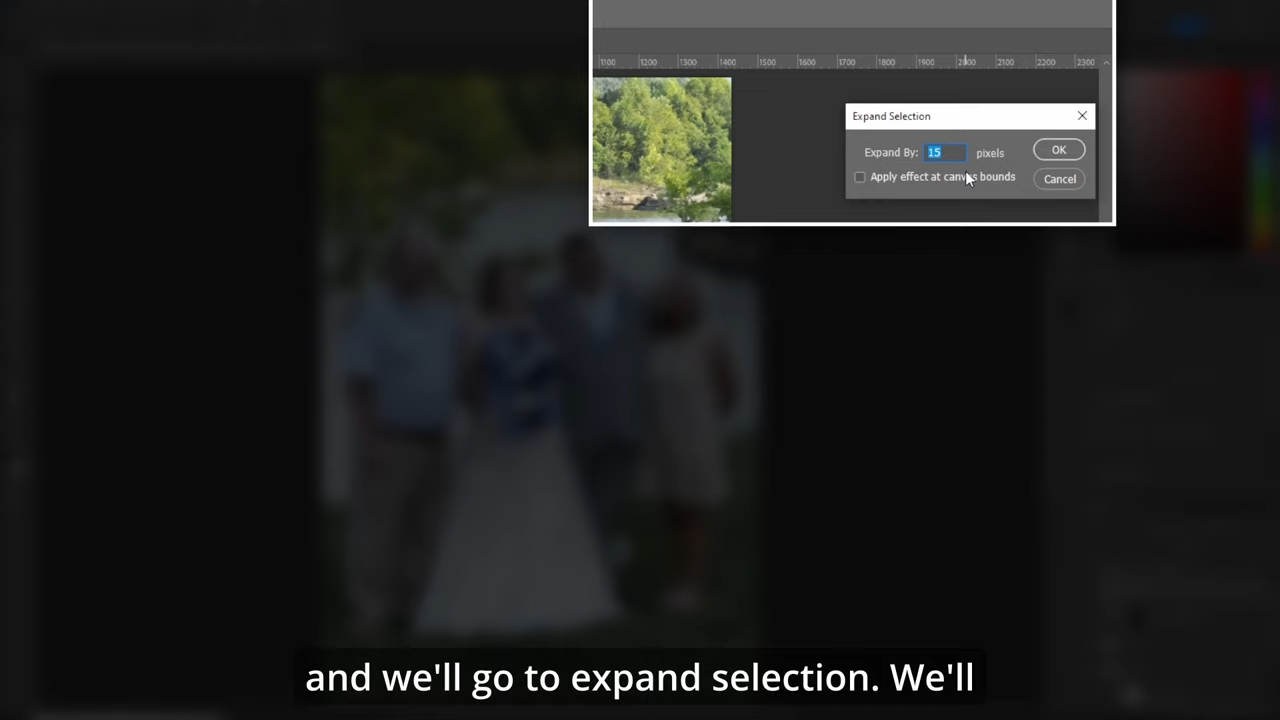 1100 1200 1300 1400 1500 1600 1700 1800 1900 2000 2100 2200 2300
Expand Selection
Expand By: 15 pixels OK
Apply effect at canvas bounds Cancel
and we'll go to expand selection. We'll